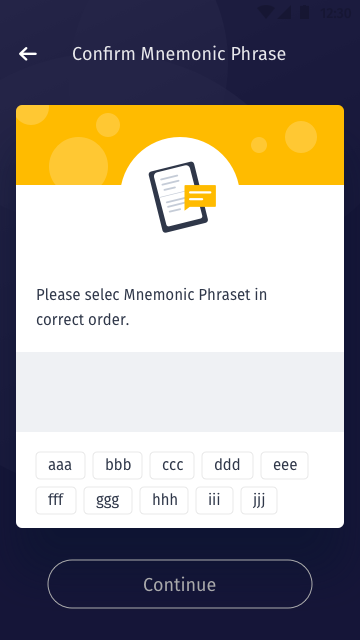 12:30
Confirm Mnemonic Phrase
Please selec Mnemonic Phraset in
correct order.
aaa bbb ccc ddd eee
fff ggg hhh iii jjj
Continue